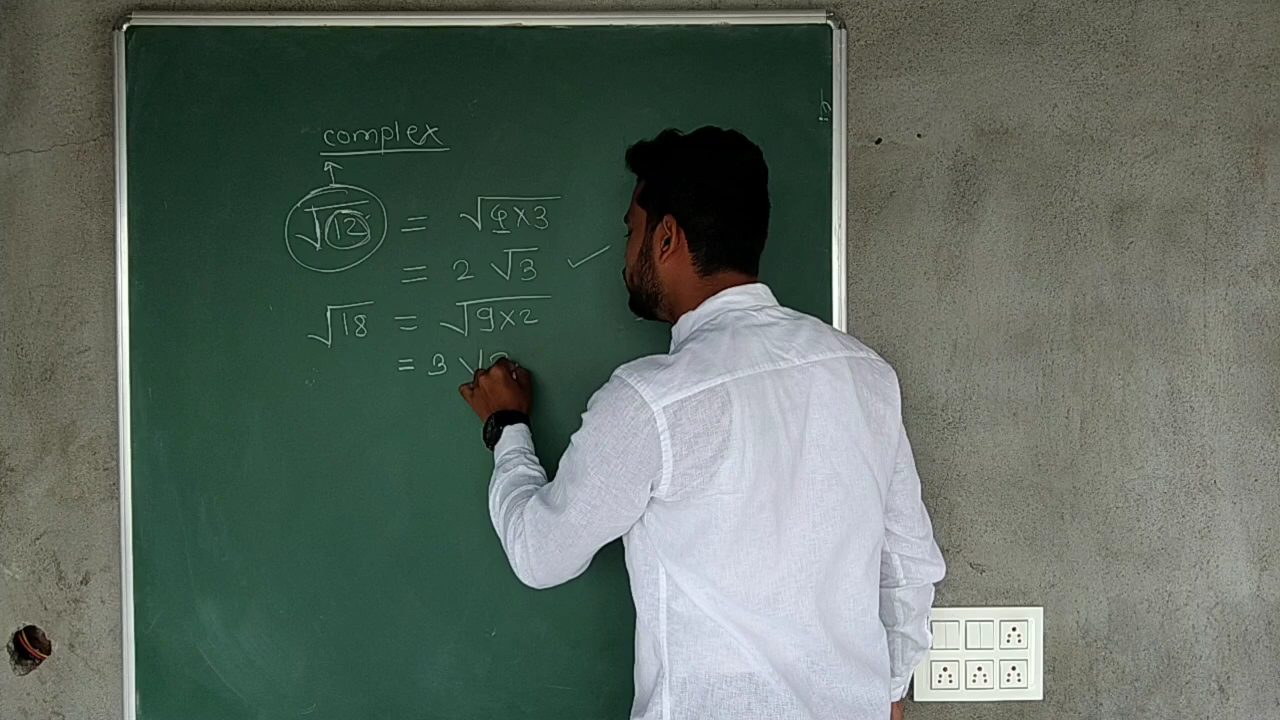 complex
√12 = √4×3
= 2 √3 ✓
√18 = √9×2
= 3 √2